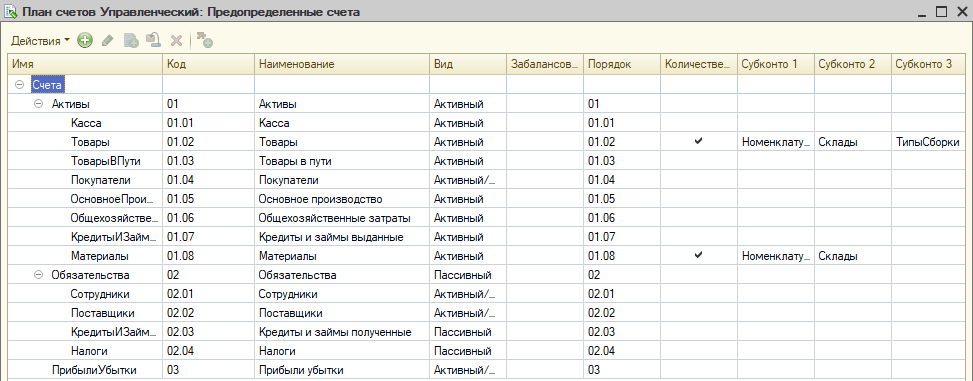 План счетов Управленческий: Предопределенные счета
Действия
Имя Код Наименование Вид Забалансов... Порядок Количестве... Субконто 1 Субконто 2 Субконто 3
Счета
Активы 01 Активы Активный 01
Касса 01.01 Касса Активный 01.01
Товары 01.02 Товары Активный 01.02 ✓ Номенклату... Склады ТипыСборки
ТоварыВПути 01.03 Товары в пути Активный 01.03
Покупатели 01.04 Покупатели Активный/... 01.04
ОсновноеПрои... 01.05 Основное производство Активный 01.05
Общехозяйстве... 01.06 Общехозяйственные затраты Активный 01.06
КредитыИЗайм... 01.07 Кредиты и займы выданные Активный 01.07
Материалы 01.08 Материалы Активный 01.08 ✓ Номенклату... Склады
Обязательства 02 Обязательства Пассивный 02
Сотрудники 02.01 Сотрудники Активный/... 02.01
Поставщики 02.02 Поставщики Активный/... 02.02
КредитыИЗайм... 02.03 Кредиты и займы полученные Пассивный 02.03
Налоги 02.04 Налоги Пассивный 02.04
ПрибылиУбытки 03 Прибыли убытки Активный/... 03